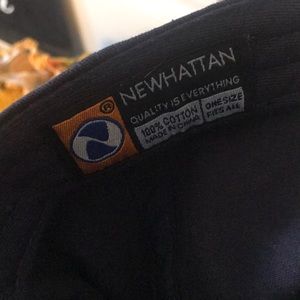 NEWHATTAN
QUALITY IS EVERYTHING
®
100% COTTON
MADE IN CHINA
ONE SIZE
FITS ALL